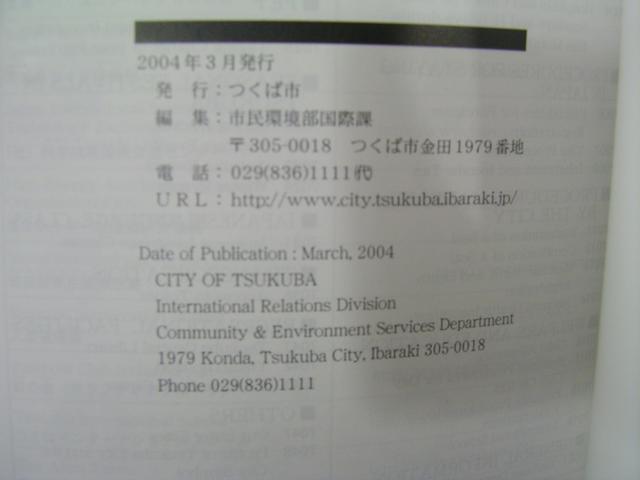 2004年3月発行
発 行：つくば市
編 集：市民環境部国際課
〒305-0018 つくば市金田1979番地
電 話：029(836)1111代
U R L：http://www.city.tsukuba.ibaraki.jp/
Date of Publication : March, 2004
CITY OF TSUKUBA
International Relations Division
Community & Environment Services Department
1979 Konda, Tsukuba City, Ibaraki 305-0018
Phone 029(836)1111